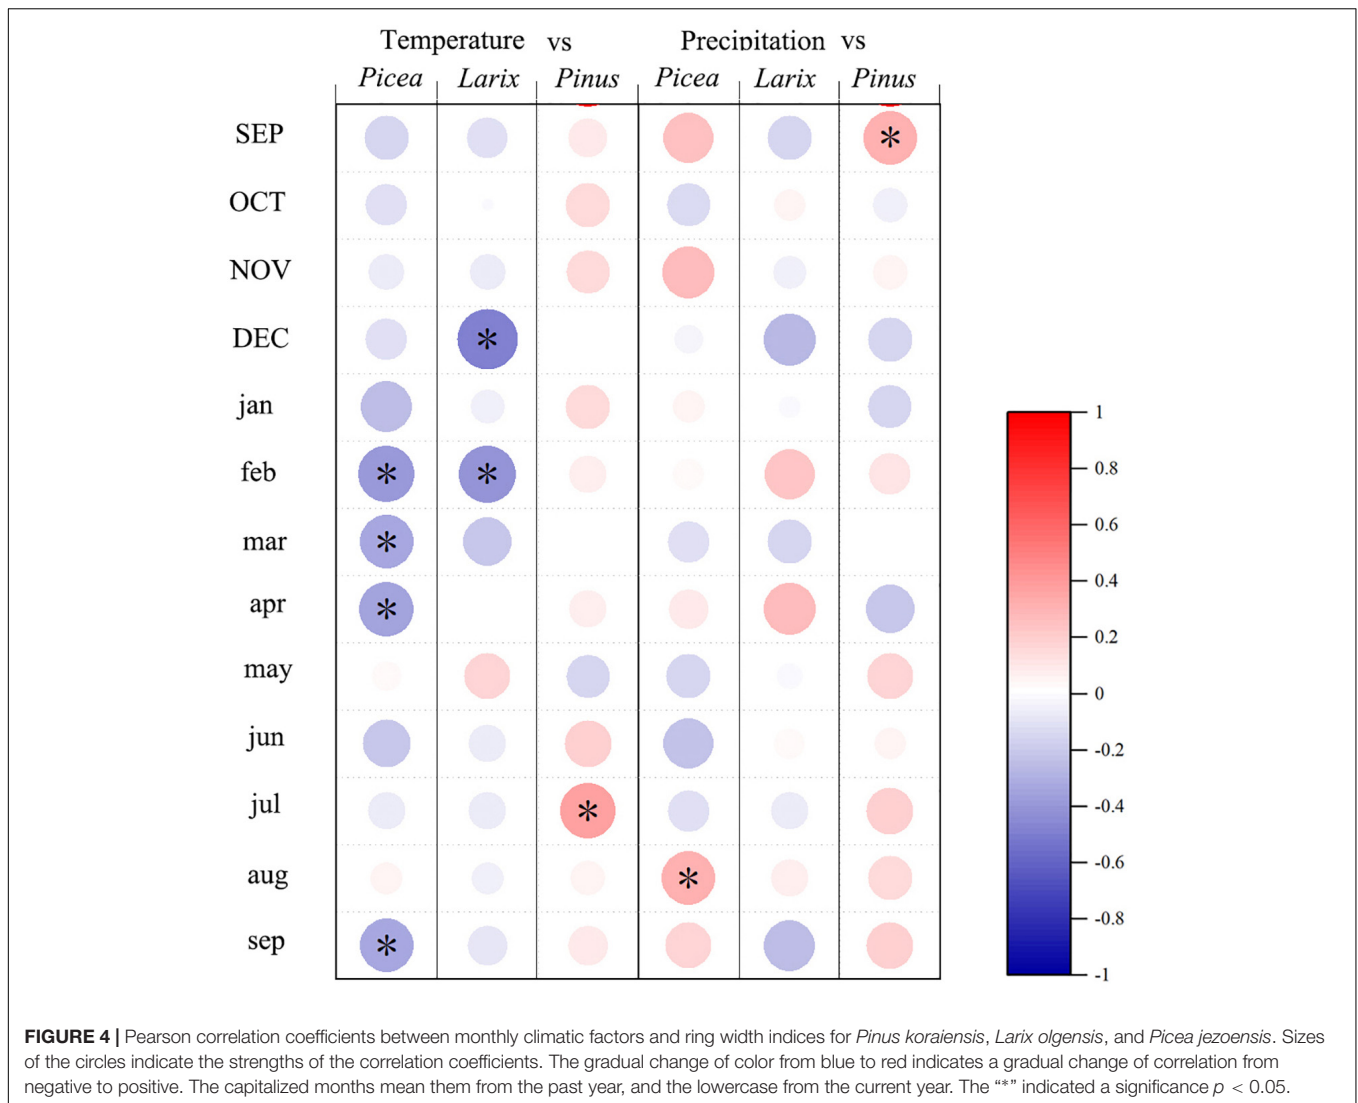 Temperature vs Precipitation vs
Picea Larix Pinus Picea Larix Pinus
SEP *
OCT
NOV
DEC *
jan
feb * *
mar *
apr *
may
jun
jul *
aug *
sep *
1
0.8
0.6
0.4
0.2
0
-0.2
-0.4
-0.6
-0.8
-1
FIGURE 4 | Pearson correlation coefficients between monthly climatic factors and ring width indices for Pinus koraiensis, Larix olgensis, and Picea jezoensis. Sizes
of the circles indicate the strengths of the correlation coefficients. The gradual change of color from blue to red indicates a gradual change of correlation from
negative to positive. The capitalized months mean them from the past year, and the lowercase from the current year. The “*” indicated a significance p < 0.05.